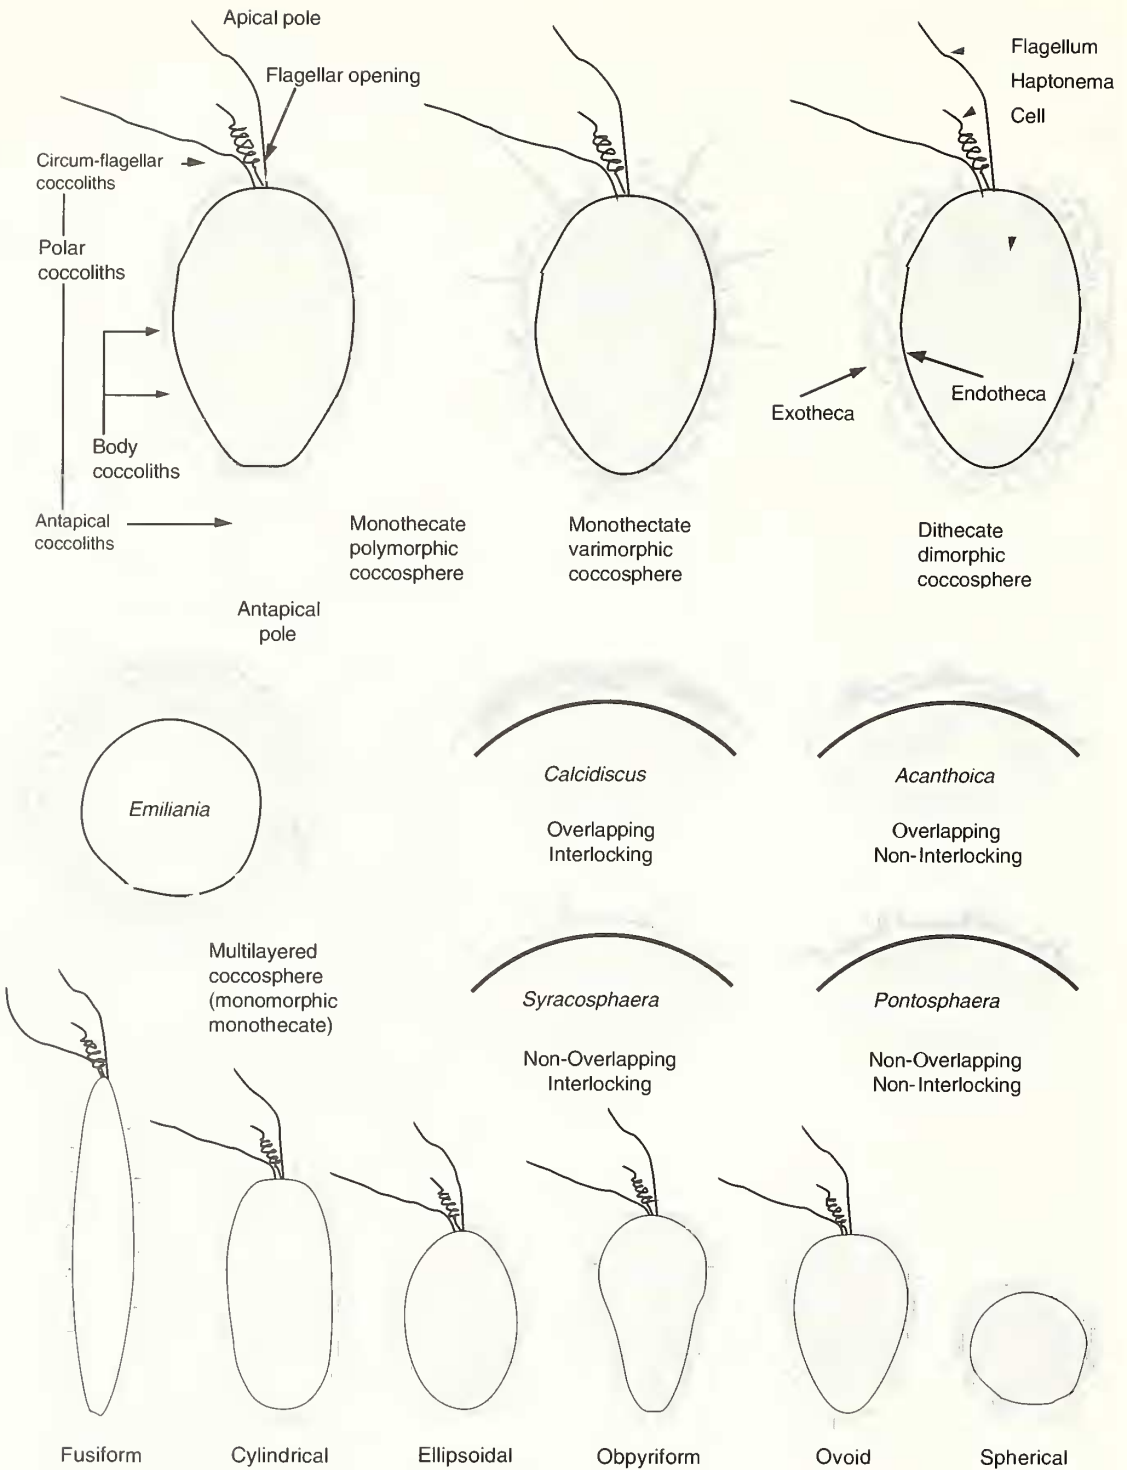 Apical pole
Flagellar opening
Circum-flagellar
coccoliths
Polar
coccoliths
Body
coccoliths
Antapical
coccoliths
Antapical
pole
Monothecate
polymorphic
coccosphere
Monothectate
varimorphic
coccosphere
Flagellum
Haptonema
Cell
Exotheca
Endotheca
Dithecate
dimorphic
coccosphere
Emiliania
Multilayered
coccosphere
(monomorphic
monothecate)
Calcidiscus
Overlapping
Interlocking
Acanthoica
Overlapping
Non-Interlocking
Syracosphaera
Non-Overlapping
Interlocking
Pontosphaera
Non-Overlapping
Non-Interlocking
Fusiform
Cylindrical
Ellipsoidal
Obpyriform
Ovoid
Spherical